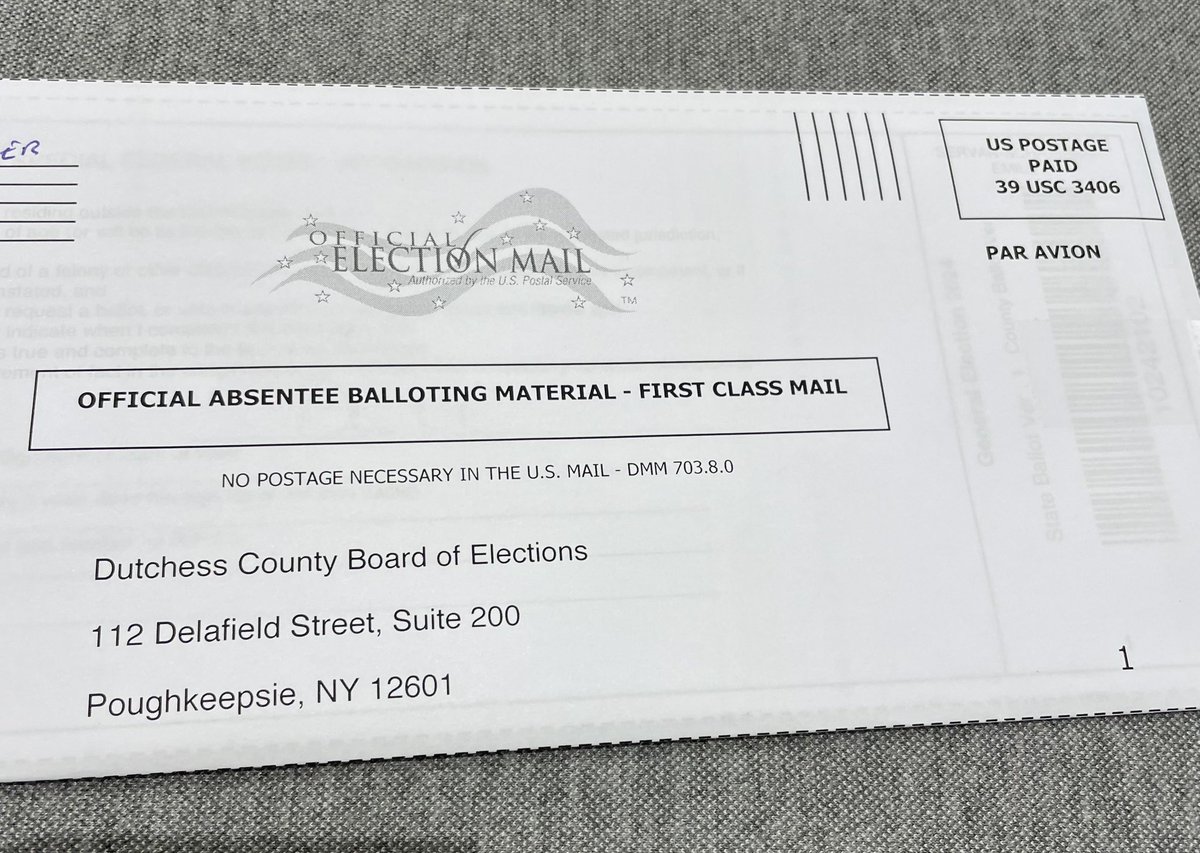 ER
US POSTAGE
PAID
39 USC 3406
PAR AVION
OFFICIAL
ELECTION MAIL
Authorized by the U.S. Postal Service
TM
OFFICIAL ABSENTEE BALLOTING MATERIAL - FIRST CLASS MAIL
NO POSTAGE NECESSARY IN THE U.S. MAIL - DMM 703.8.0
Dutchess County Board of Elections
112 Delafield Street, Suite 200
Poughkeepsie, NY 12601
1